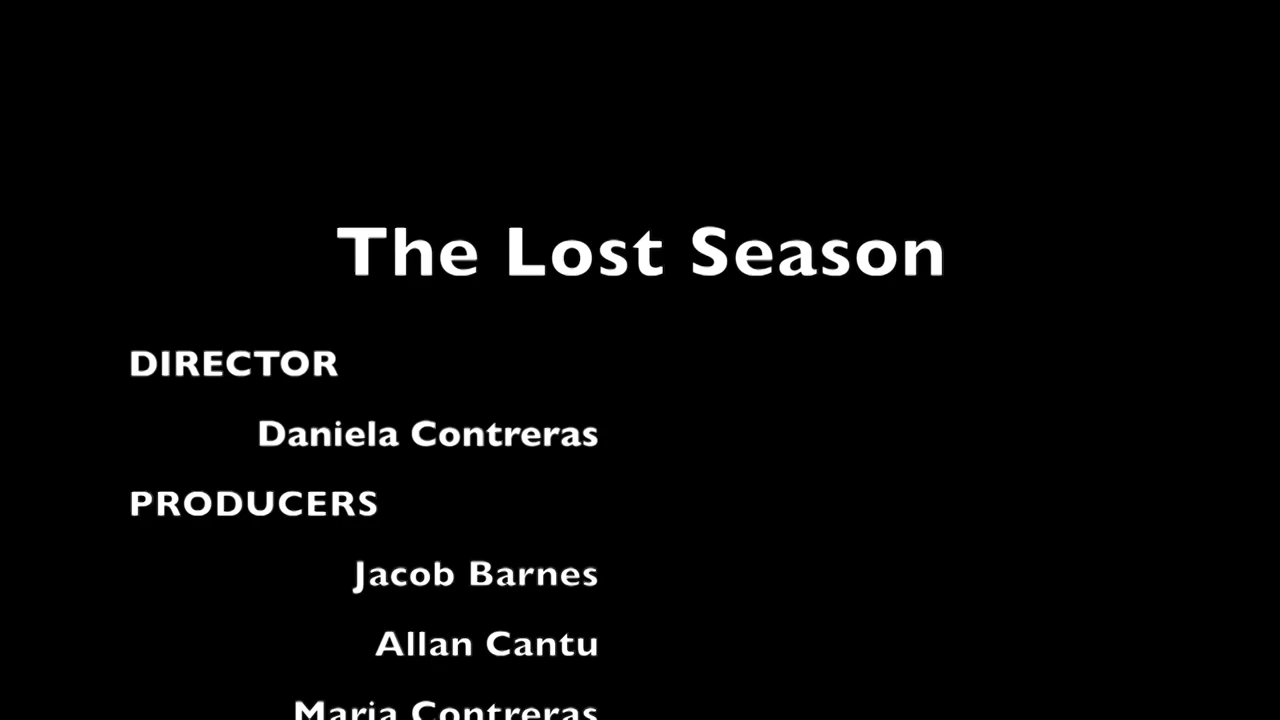 The Lost Season
DIRECTOR
Daniela Contreras
PRODUCERS
Jacob Barnes
Allan Cantu
Maria Contreras